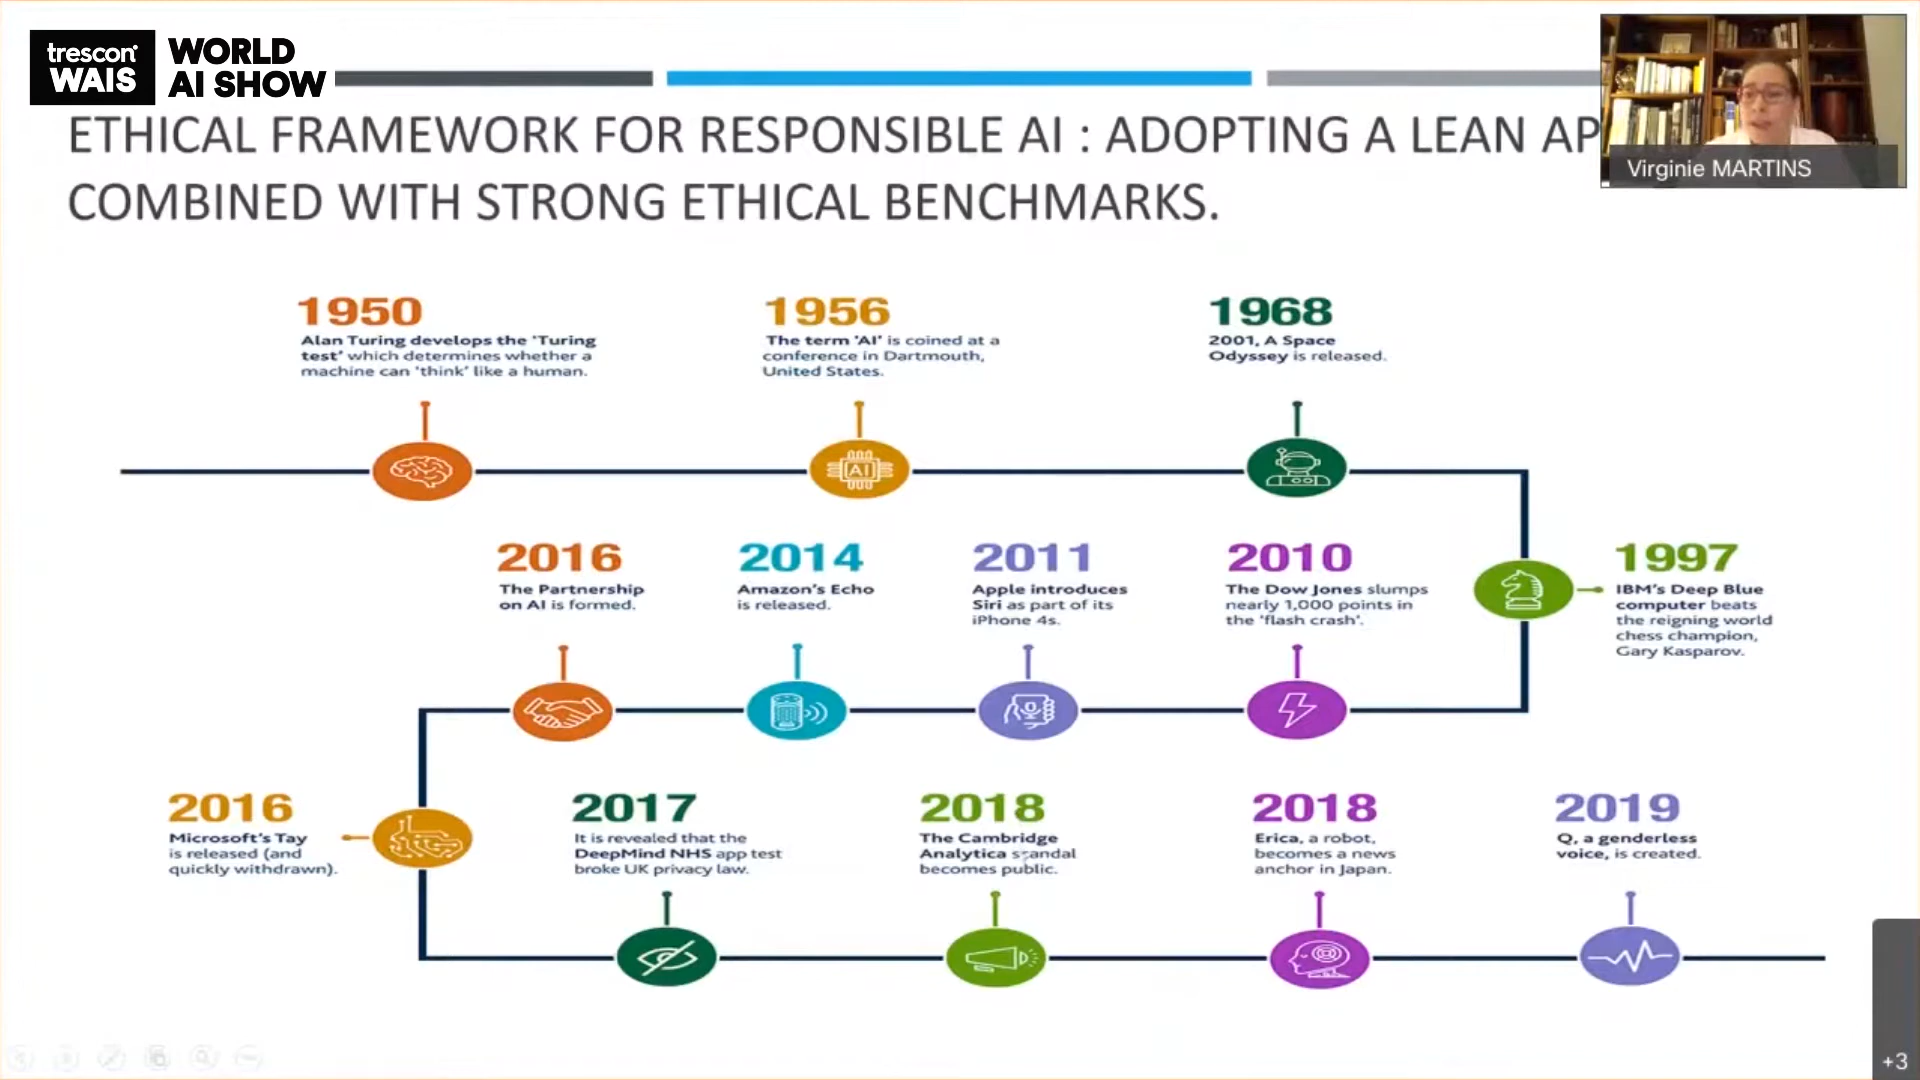 trescon
WAIS
WORLD
AI SHOW
ETHICAL FRAMEWORK FOR RESPONSIBLE AI : ADOPTING A LEAN AP
COMBINED WITH STRONG ETHICAL BENCHMARKS.
Virginie MARTINS
1950
Alan Turing develops the 'Turing
test' which determines whether a
machine can 'think' like a human.
1956
The term 'AI' is coined at a
conference in Dartmouth,
United States.
1968
2001, A Space
Odyssey is released.
AI
2016
The Partnership
on AI is formed.
2014
Amazon's Echo
is released.
2011
Apple introduces
Siri as part of its
iPhone 4s.
2010
The Dow Jones slumps
nearly 1,000 points in
the 'flash crash'.
1997
IBM's Deep Blue
computer beats
the reigning world
chess champion,
Gary Kasparov.
2016
Microsoft's Tay
is released (and
quickly withdrawn).
2017
It is revealed that the
DeepMind NHS app test
broke UK privacy law.
2018
The Cambridge
Analytica scandal
becomes public.
2018
Erica, a robot,
becomes a news
anchor in Japan.
2019
Q, a genderless
voice, is created.
+3